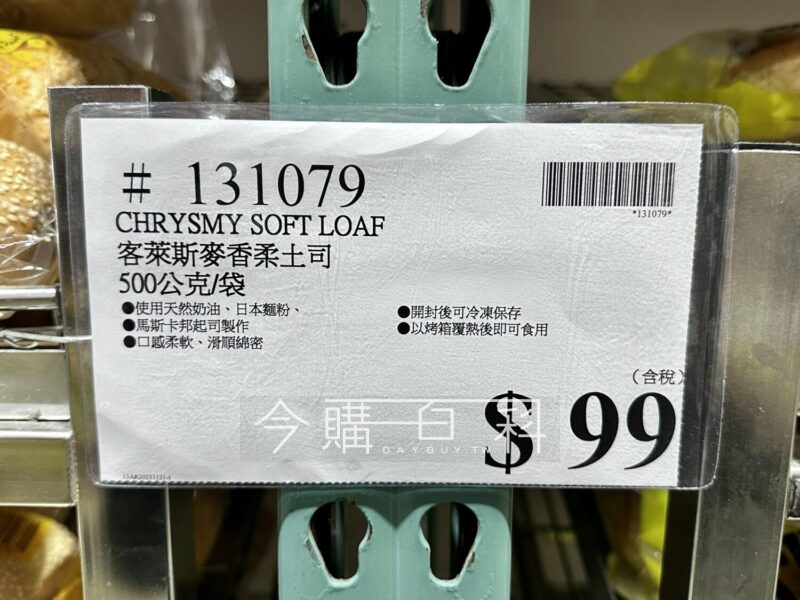 # 131079
*131079*
CHRYSMY SOFT LOAF
客萊斯麥香柔土司
500公克/袋
●使用天然奶油、日本麵粉、
●馬斯卡邦起司製作
●口感柔軟、滑順綿密
●開封後可冷凍保存
●以烤箱覆熱後即可食用
(含稅)
$ 99
今購百科
DAYBUY.TW